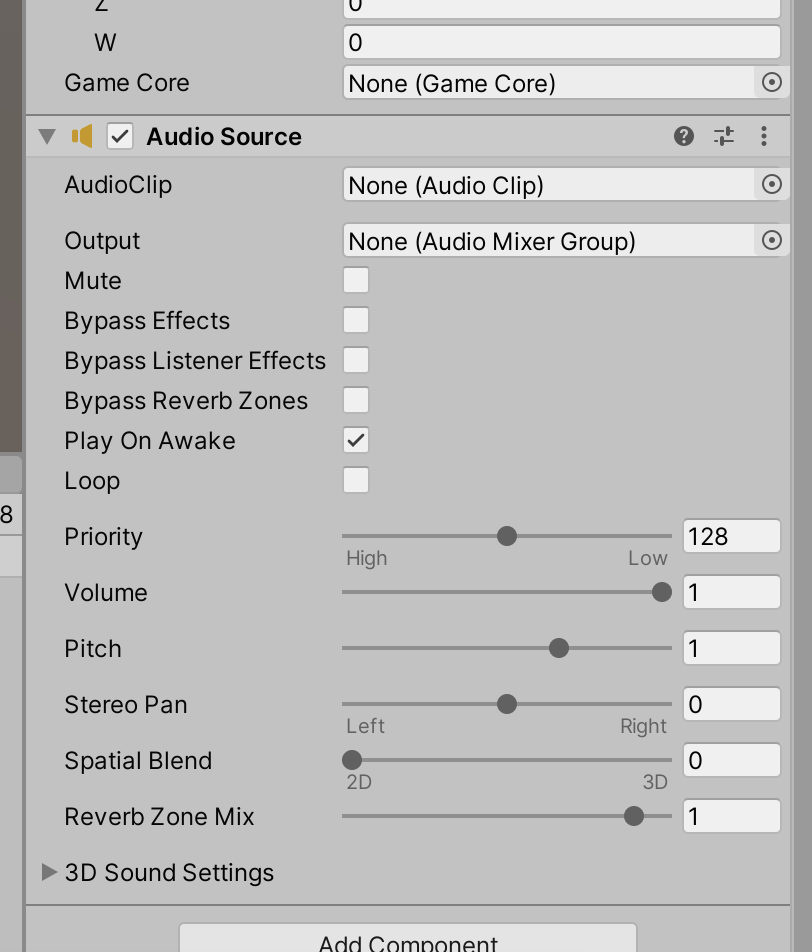 Z 0
W 0
Game Core None (Game Core)
Audio Source
AudioClip None (Audio Clip)
Output None (Audio Mixer Group)
Mute
Bypass Effects
Bypass Listener Effects
Bypass Reverb Zones
Play On Awake
Loop
8
Priority 128
High Low
Volume 1
Pitch 1
Stereo Pan 0
Left Right
Spatial Blend 0
2D 3D
Reverb Zone Mix 1
3D Sound Settings
Add Component